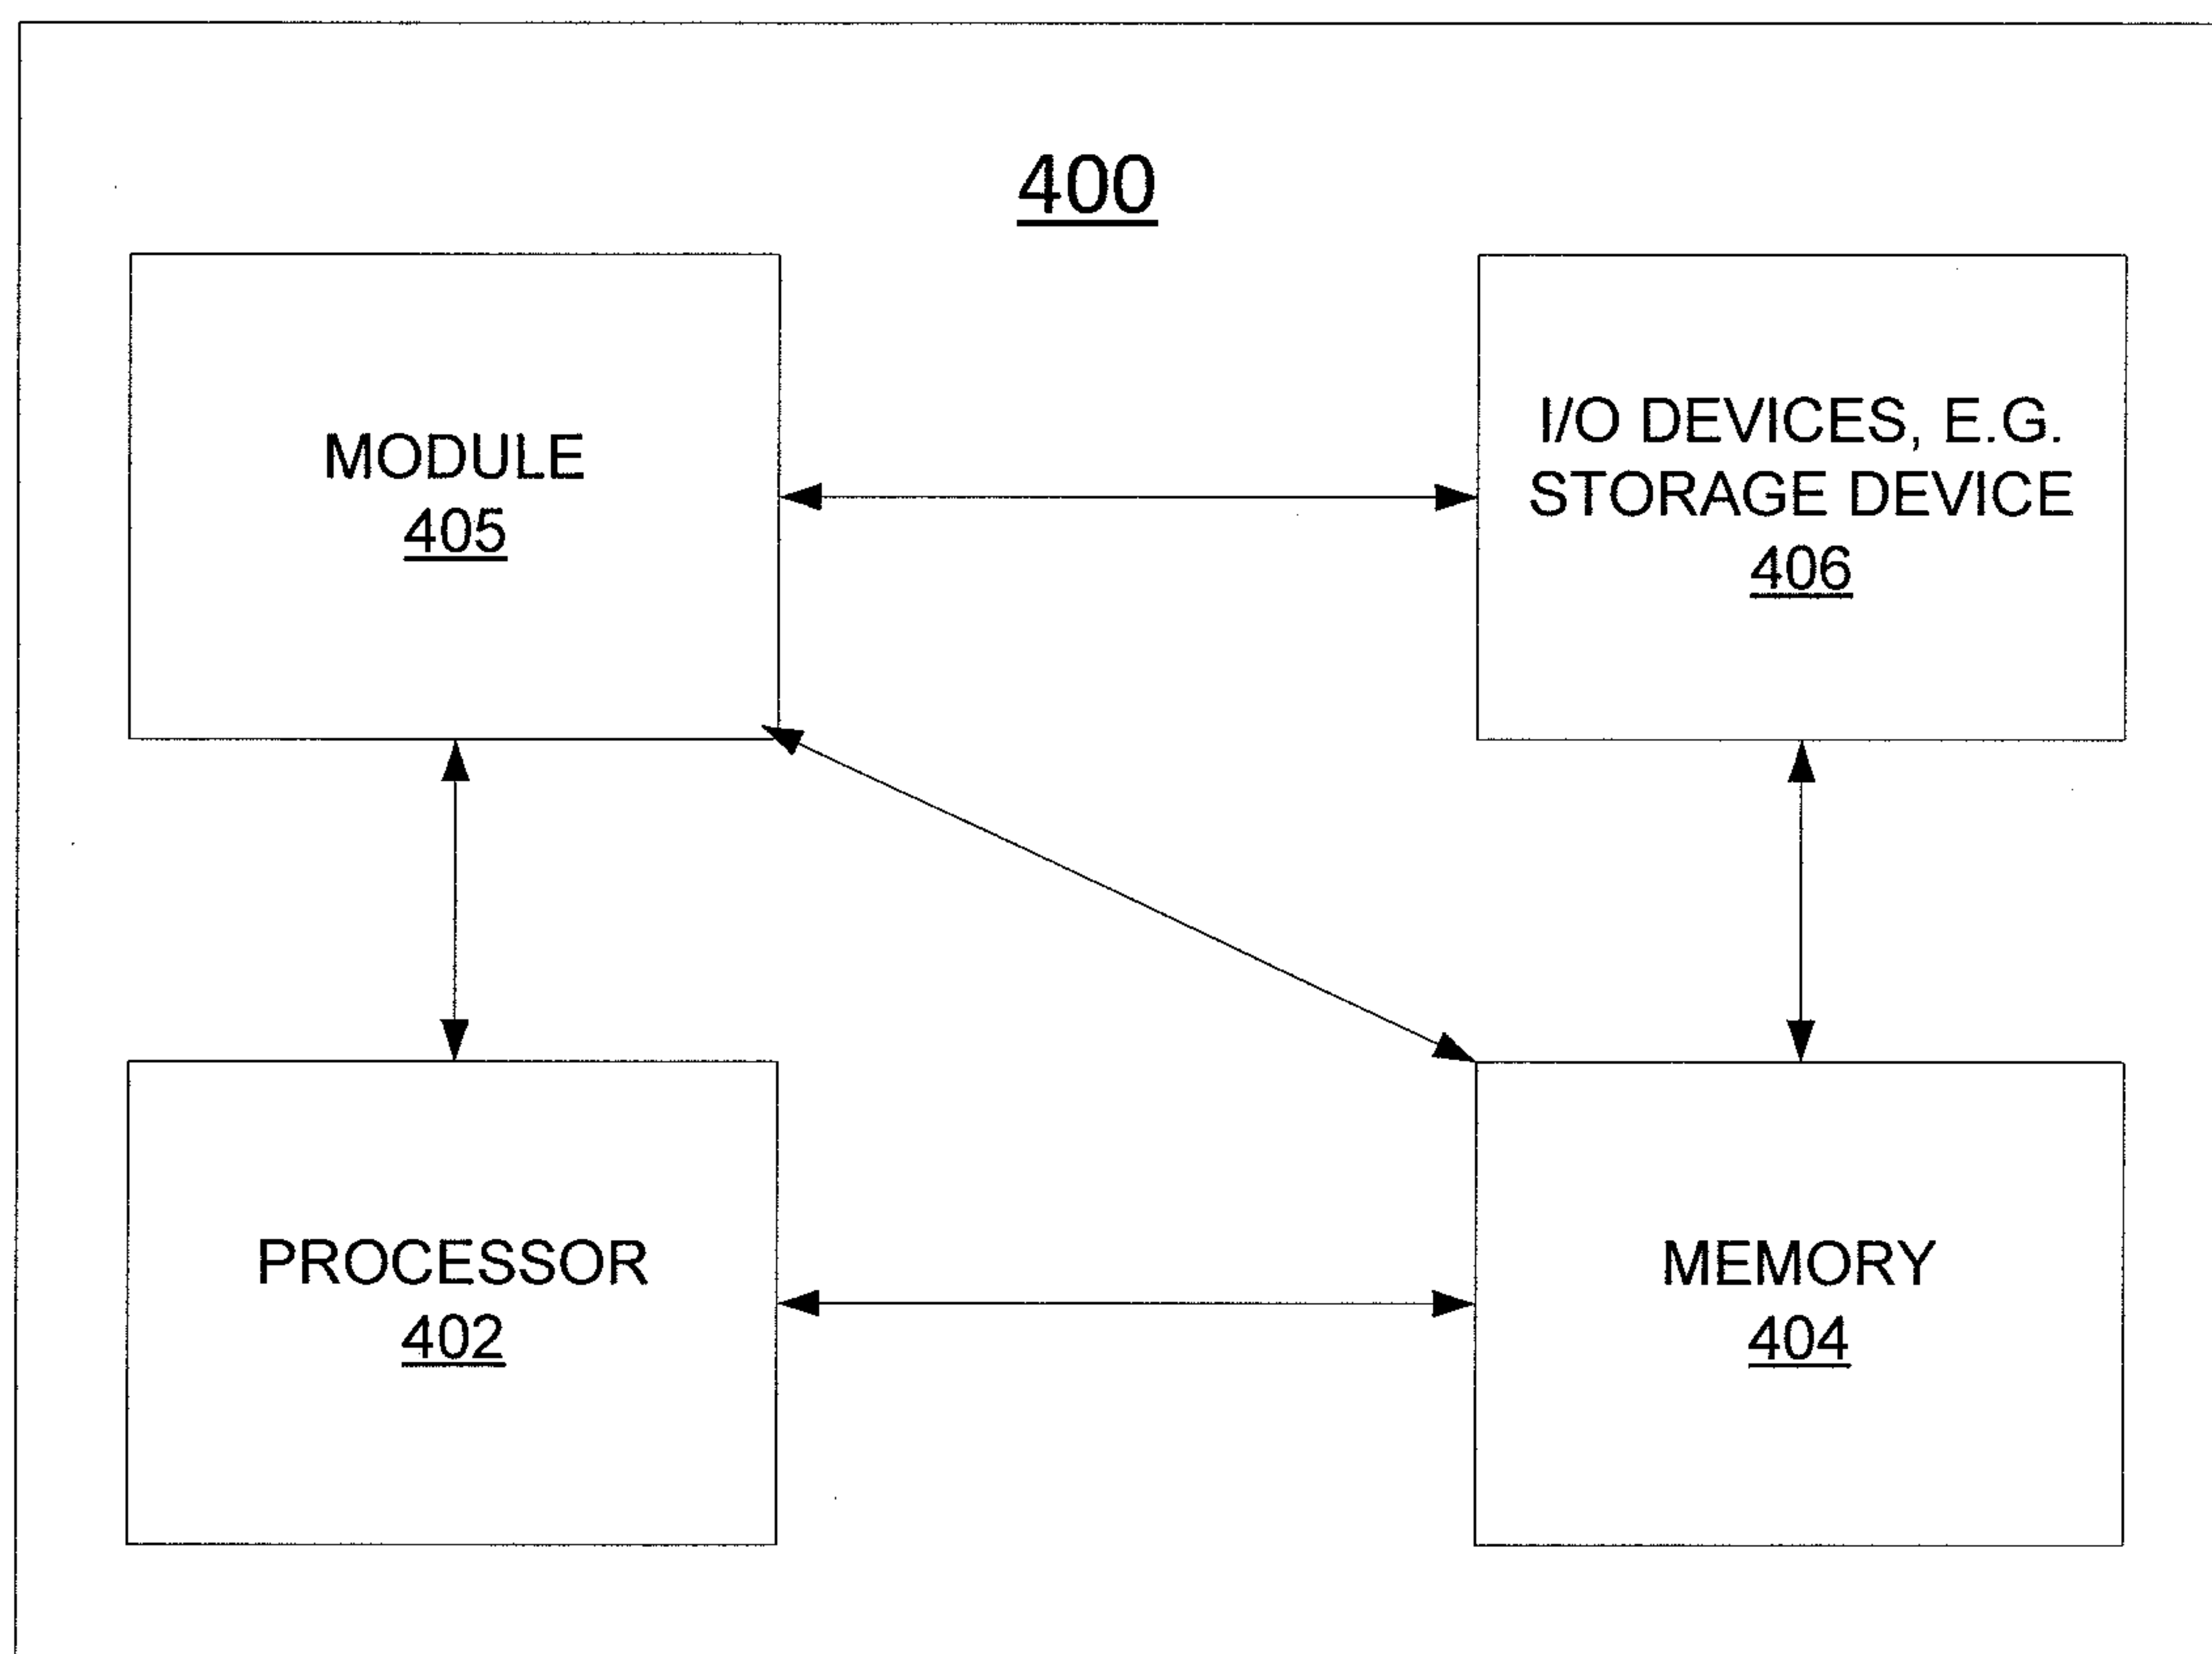 400
MODULE
405
I/O DEVICES, E.G.
STORAGE DEVICE
406
PROCESSOR
402
MEMORY
404